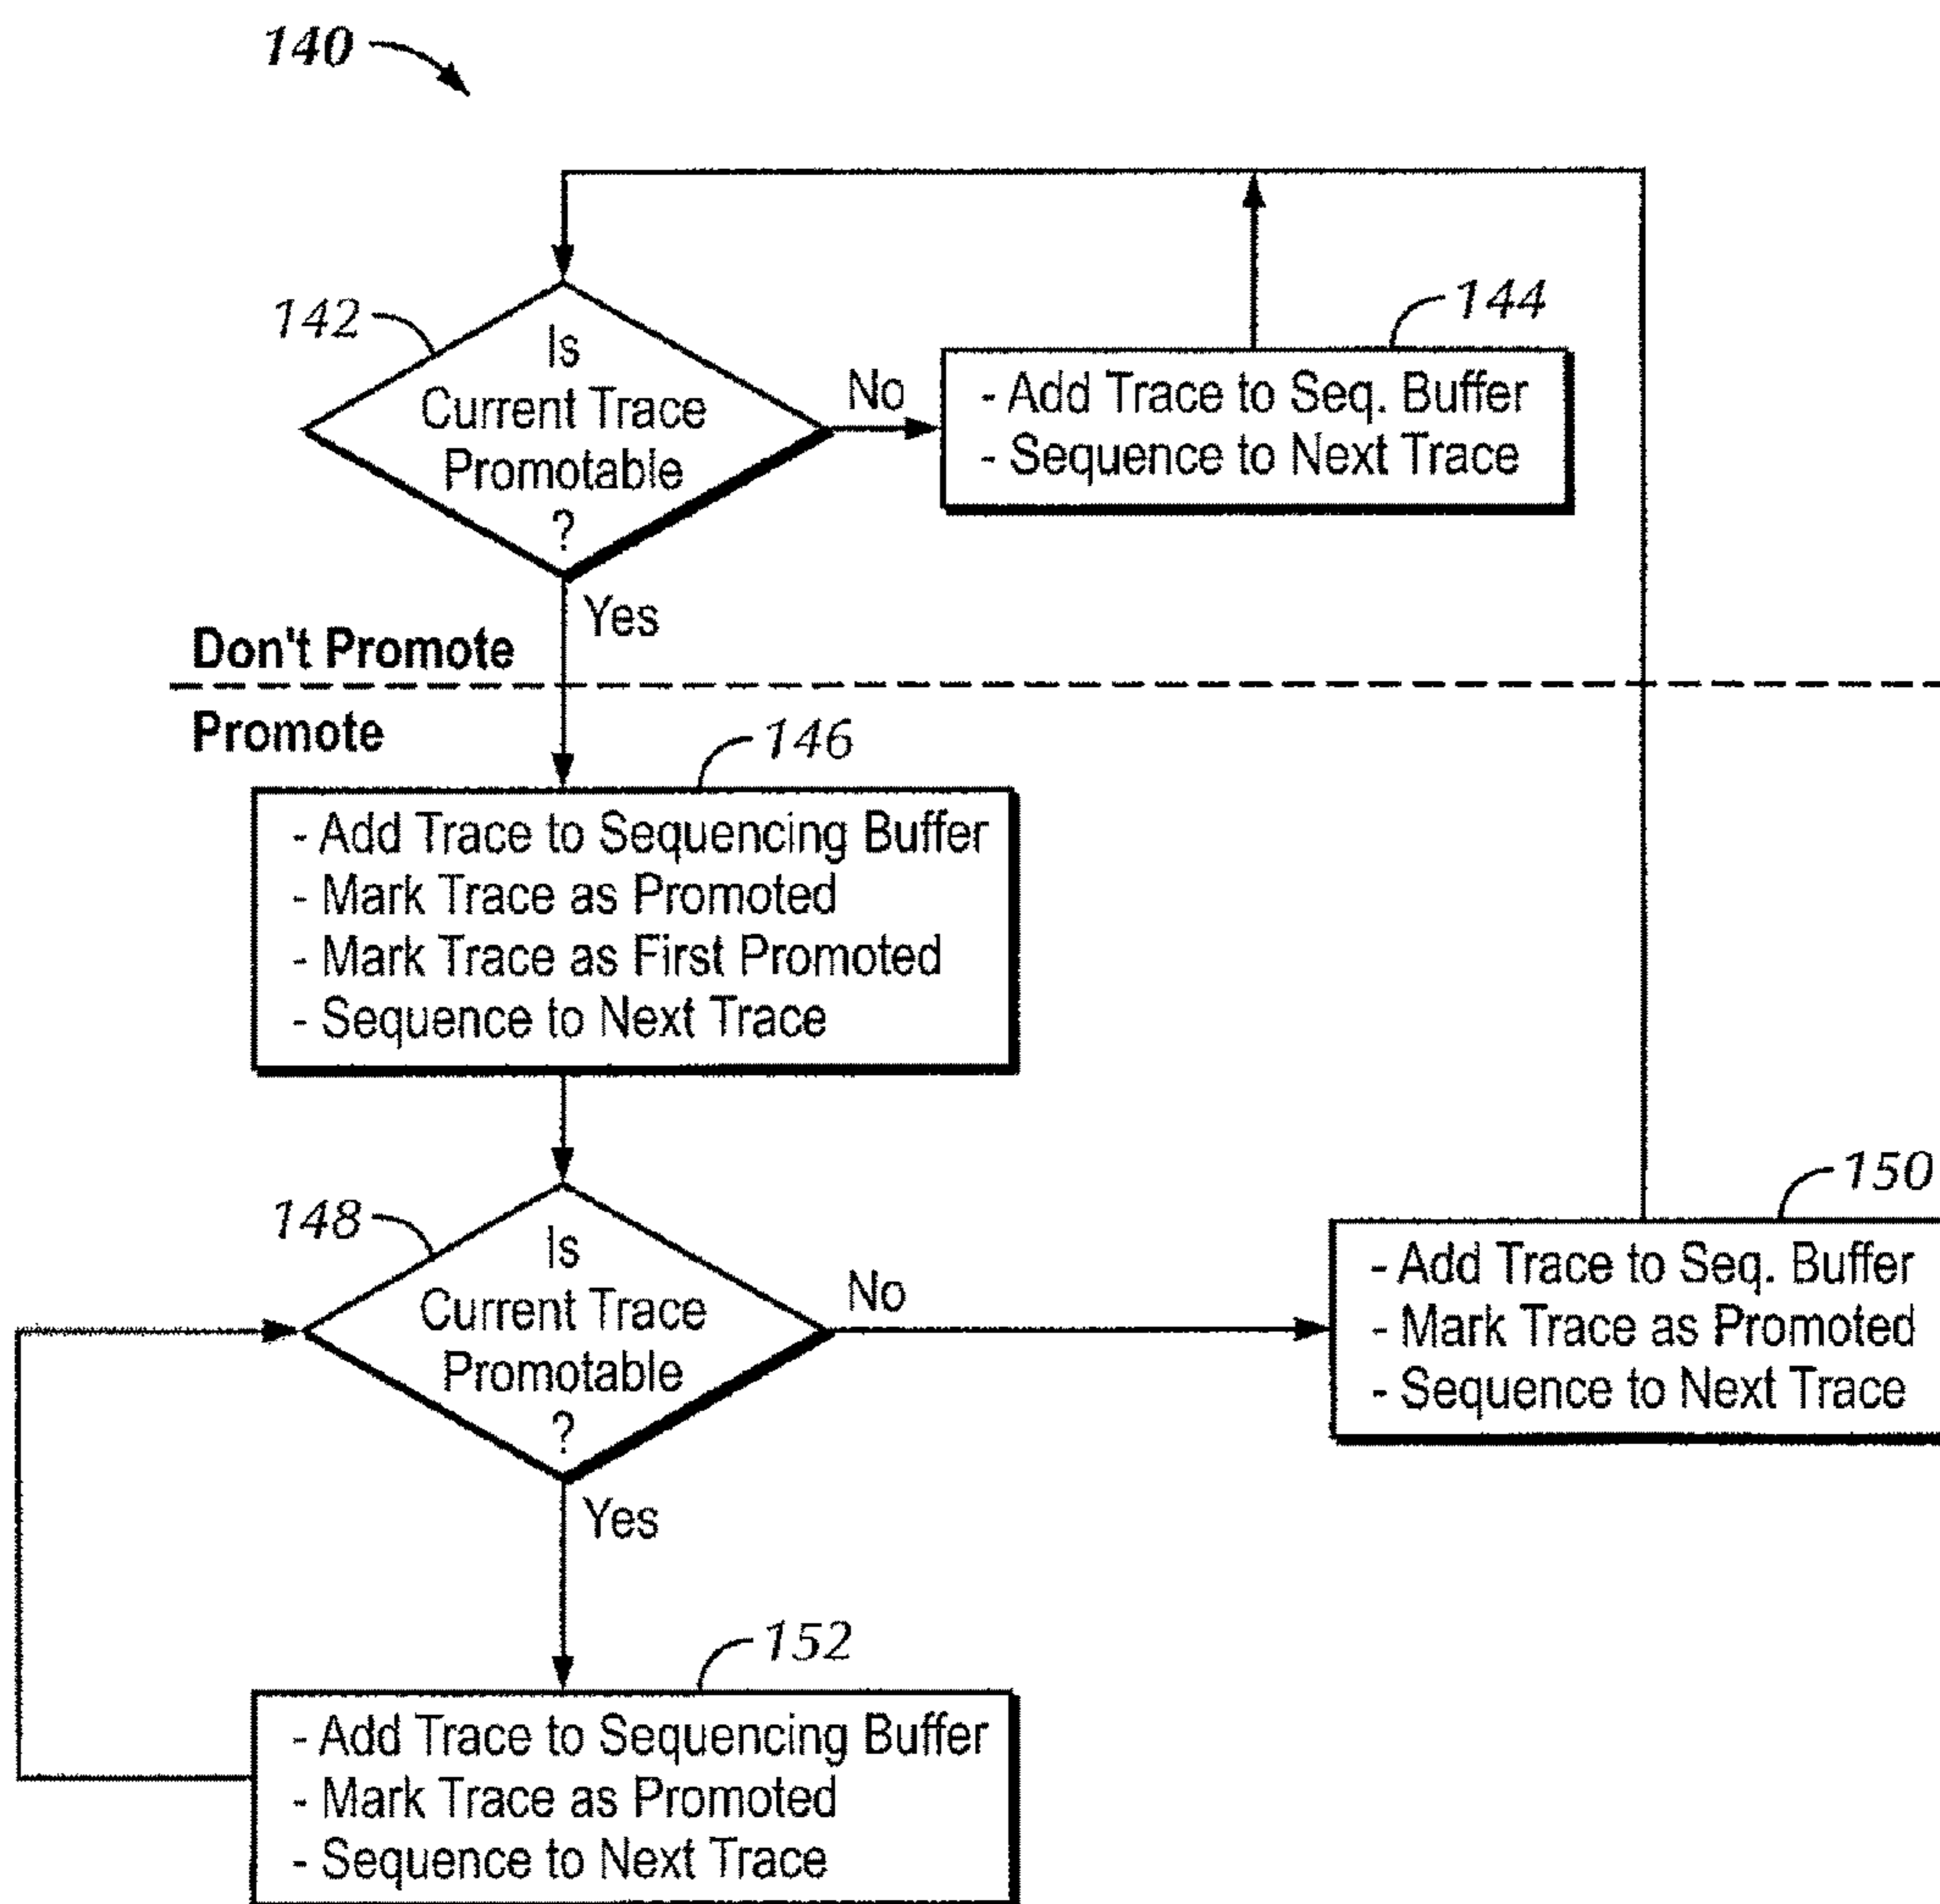 140
142
Is
Current Trace
Promotable
?
No
144
- Add Trace to Seq. Buffer
- Sequence to Next Trace
Yes
Don't Promote
Promote
146
- Add Trace to Sequencing Buffer
- Mark Trace as Promoted
- Mark Trace as First Promoted
- Sequence to Next Trace
148
Is
Current Trace
Promotable
?
No
150
- Add Trace to Seq. Buffer
- Mark Trace as Promoted
- Sequence to Next Trace
Yes
152
- Add Trace to Sequencing Buffer
- Mark Trace as Promoted
- Sequence to Next Trace